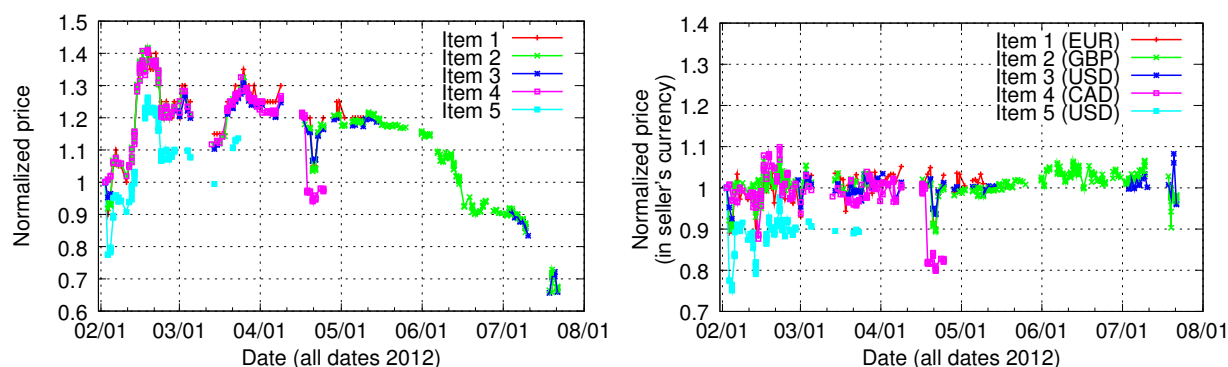 1.5
1.4
1.3
1.2
1.1
1
0.9
0.8
0.7
0.6
Normalized price
02/01 03/01 04/01 05/01 06/01 07/01 08/01
Date (all dates 2012)
Item 1
Item 2
Item 3
Item 4
Item 5
1.4
1.3
1.2
1.1
1.0
0.9
0.8
0.7
Normalized price
(in seller's currency)
02/01 03/01 04/01 05/01 06/01 07/01 08/01
Date (all dates 2012)
Item 1 (EUR)
Item 2 (GBP)
Item 3 (USD)
Item 4 (CAD)
Item 5 (USD)